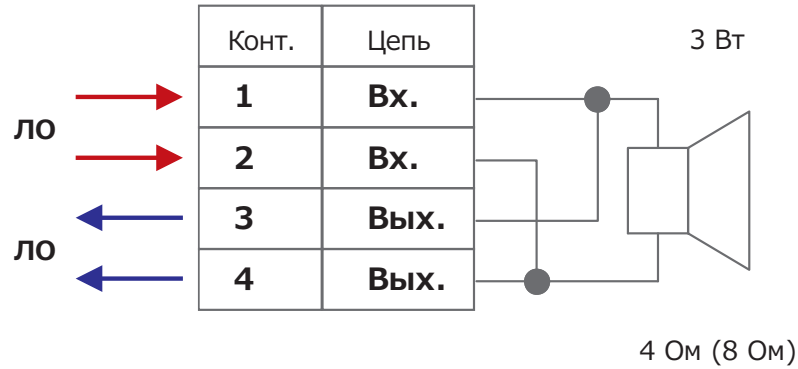 Конт. Цепь 3 Вт
1 Вх.
ЛО
2 Вх.
3 Вых.
ЛО
4 Вых.
4 Ом (8 Ом)